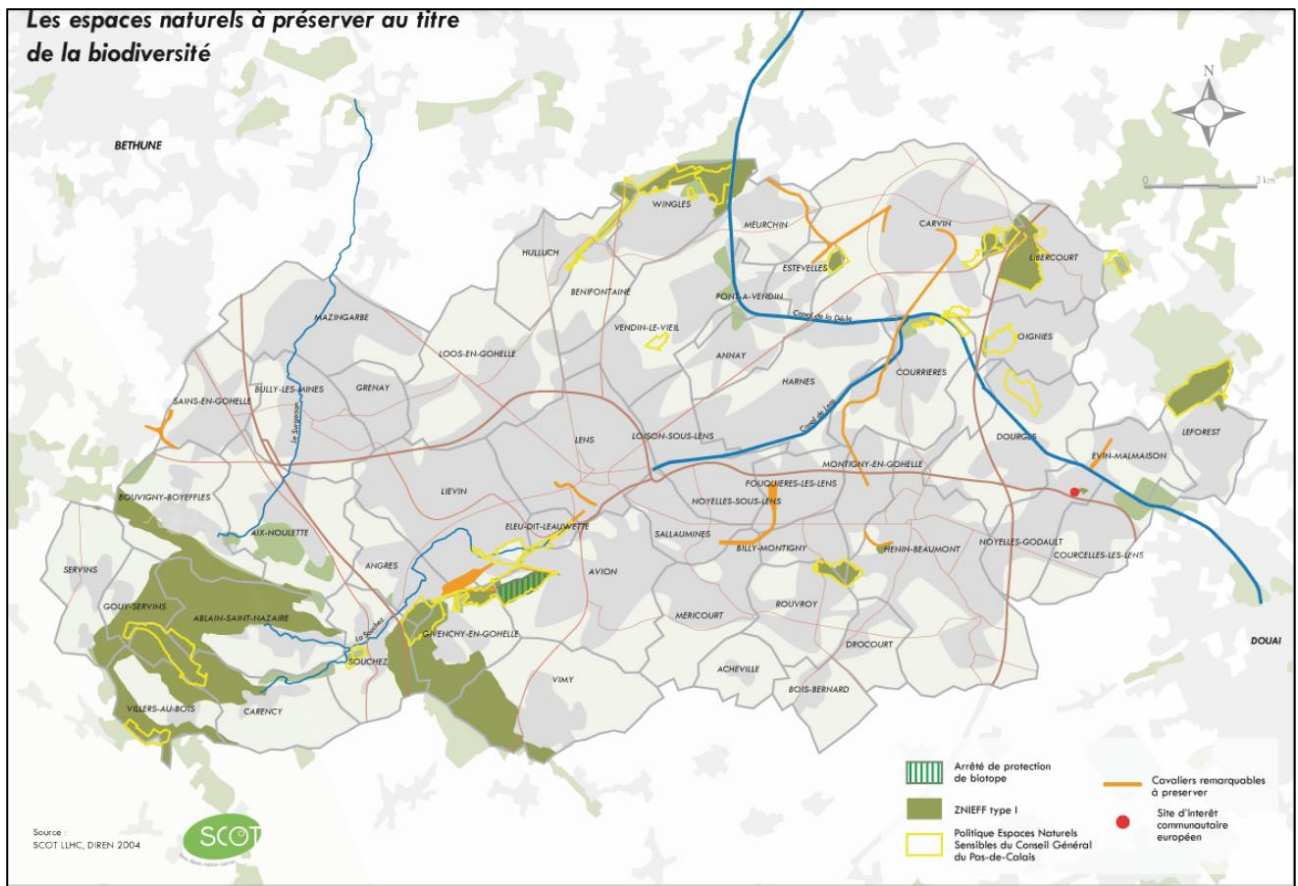 Les espaces naturels à préserver au titre
de la biodiversité
N
BETHUNE
0 3 km
WINGLES
MEURCHIN
CARVIN
HULLUCH
ESTEVELLES
LIBERCOURT
BENIFONTAINE
PONT-A-VENDIN
Canal de la Deûle
MAZINGARBE
VENDIN-LE-VIEIL
OIGNIES
LOOS-EN-GOHELLE
ANNAY
COURRIERES
BULLY-LES-MINES
GRENAY
HARNES
SAINS-EN-GOHELLE
Le Surgeon
Canal de Lens
LENS
LOISON-SOUS-LENS
DOURGES
LEFOREST
EVIN-MALMAISON
MONTIGNY-EN-GOHELLE
FOUQUIERES-LES-LENS
LIEVIN
NOYELLES-SOUS-LENS
BOUVIGNY-BOYEFFLES
ELEU-DIT-LEAUWETTE
AIX-NOULETTE
SALLAUMINES
NOYELLES-GODAULT
BILLY-MONTIGNY
HENIN-BEAUMONT
COURCELLES-LES-LENS
SERVINS
ANGRES
AVION
GOUY-SERVINS
ROUVROY
ABLAIN-SAINT-NAZAIRE
MERICOURT
La Souchez
GIVENCHY-EN-GOHELLE
DROCOURT
DOUAI
SOUCHEZ
ACHEVILLE
VIMY
BOIS-BERNARD
VILLERS-AU-BOIS
CARENCY
Arrêté de protection
de biotope
ZNIEFF type I
Politique Espaces Naturels
Sensibles du Conseil Général
du Pas-de-Calais
Cavaliers remarquables
à préserver
Site d'intérêt
communautaire
européen
Source :
SCOT LLHC, DIREN 2004
SCOT